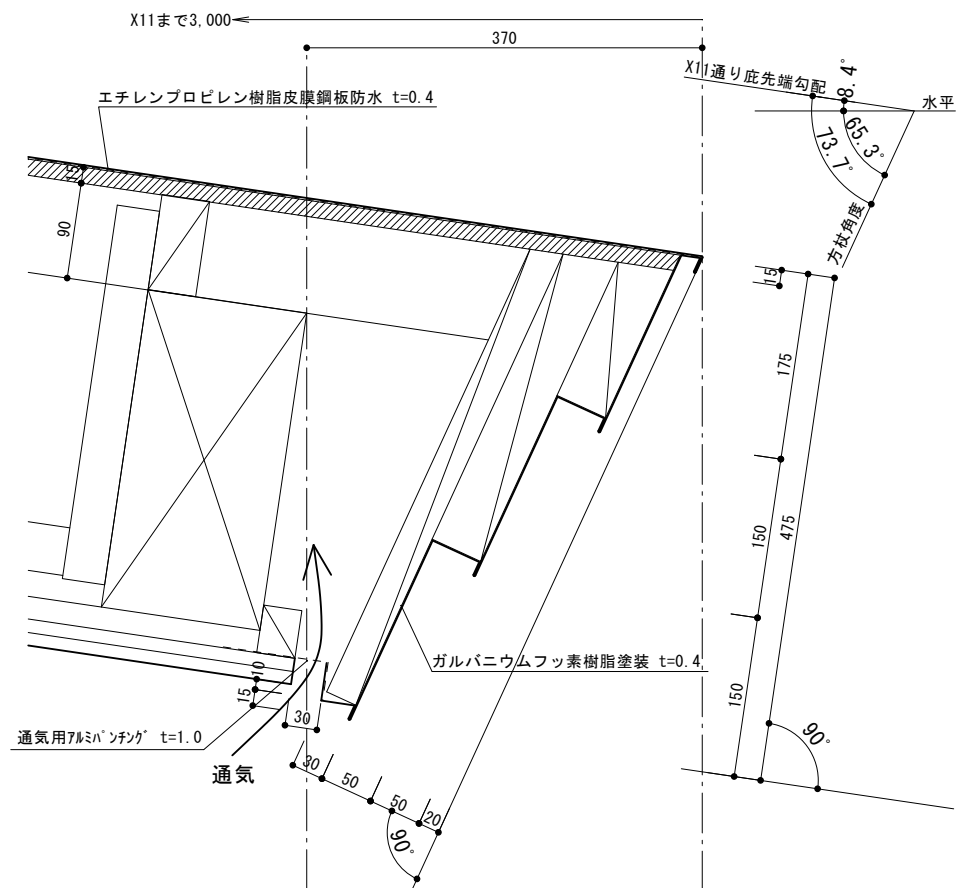 X11まで3,000
370
X11通り庇先端勾配
8.4°
水平
エチレンプロピレン樹脂皮膜鋼板防水 t=0.4
65.3°
73.7°
15
90
方杖角度
15
175
150
475
150
ガルバニウムフッ素樹脂塗装 t=0.4
10
15
30
通気用ｱﾙﾐﾊﾟﾝﾁﾝｸﾞ t=1.0
通気
30
50
50
20
90°
90°